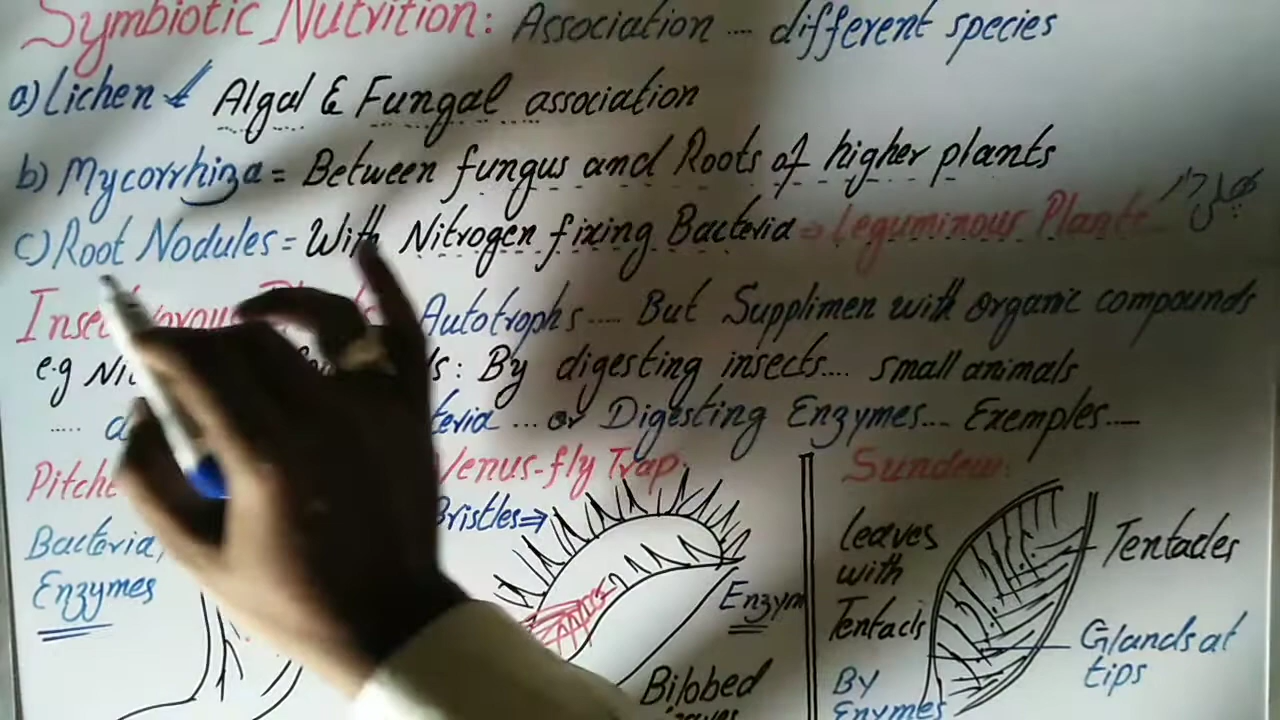 Symbiotic Nutrition: Association .... different species
a) Lichen Algal & Fungal association
b) Mycorrhiza = Between fungus and Roots of higher plants
c) Root Nodules = With Nitrogen fixing Bacteria => Leguminous Plants
Autotrophs .... But Supplimen with organic compounds
e.g By digesting insects.... small animals
..... or Digesting Enzymes.... Exemples....
Venus-fly Trap: Sundew:
Bacteria,
Enzymes
Bristles⇒
Enzym
Bilobed
leaves
with
Tentacls
By
Enymes
Tentacles
Glands at
tips